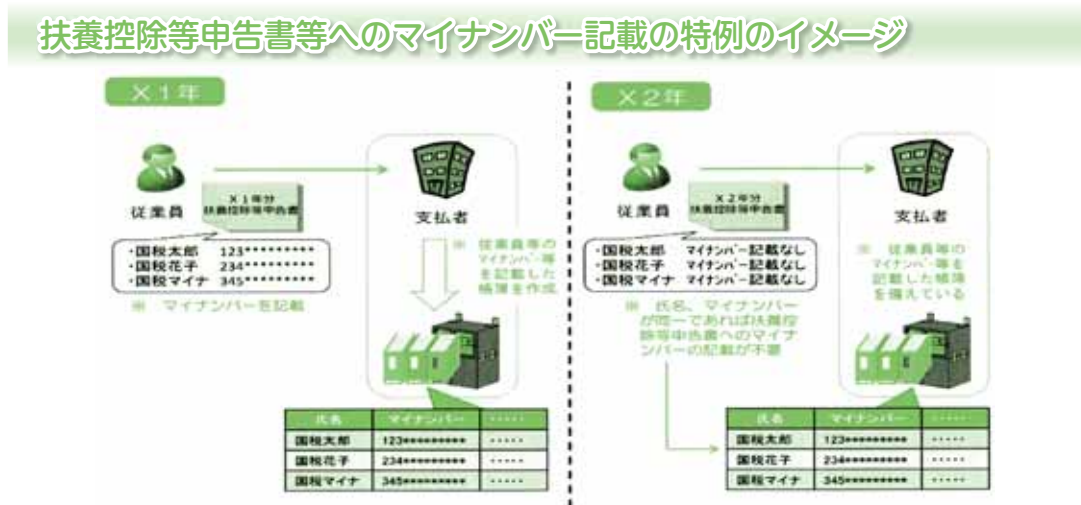 扶養控除等申告書等へのマイナンバー記載の特例のイメージ
X1年
従業員
X1年分
扶養控除等申告書
支払者
・国税太郎 123*********
・国税花子 234*********
・国税マイナ 345*********
※ マイナンバーを記載
※ 従業員等の
マイナンバー等
を記載した
帳簿を作成
氏名 マイナンバー ・・・・・
国税太郎 123********* ・・・・・
国税花子 234********* ・・・・・
国税マイナ 345********* ・・・・・
X2年
従業員
X2年分
扶養控除等申告書
支払者
・国税太郎 マイナンバー記載なし
・国税花子 マイナンバー記載なし
・国税マイナ マイナンバー記載なし
※ 氏名、マイナンバー
が同一であれば扶養控
除等申告書へのマイナ
ンバーの記載が不要
※ 従業員等の
マイナンバー等を
記載した帳簿
を備えている
氏名 マイナンバー ・・・・・
国税太郎 123********* ・・・・・
国税花子 234********* ・・・・・
国税マイナ 345********* ・・・・・